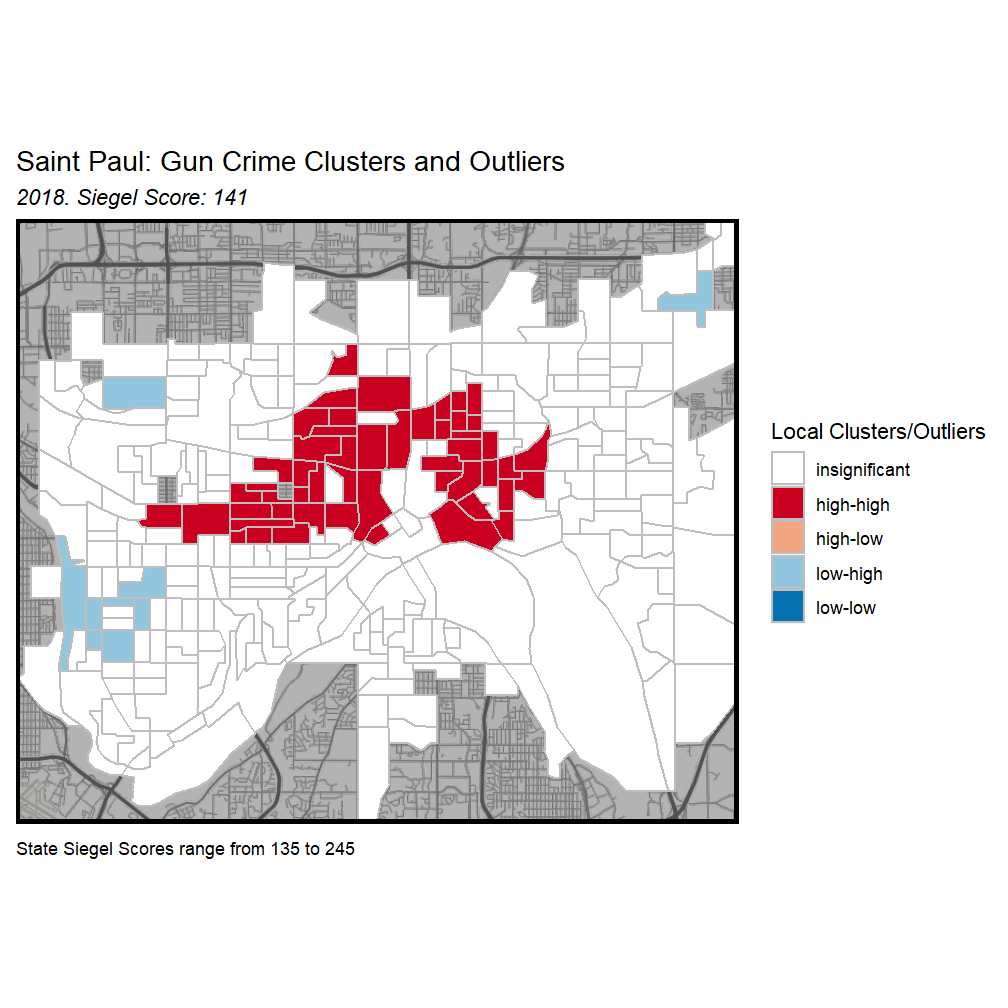 Saint Paul: Gun Crime Clusters and Outliers
2018. Siegel Score: 141
Local Clusters/Outliers
insignificant
high-high
high-low
low-high
low-low
State Siegel Scores range from 135 to 245